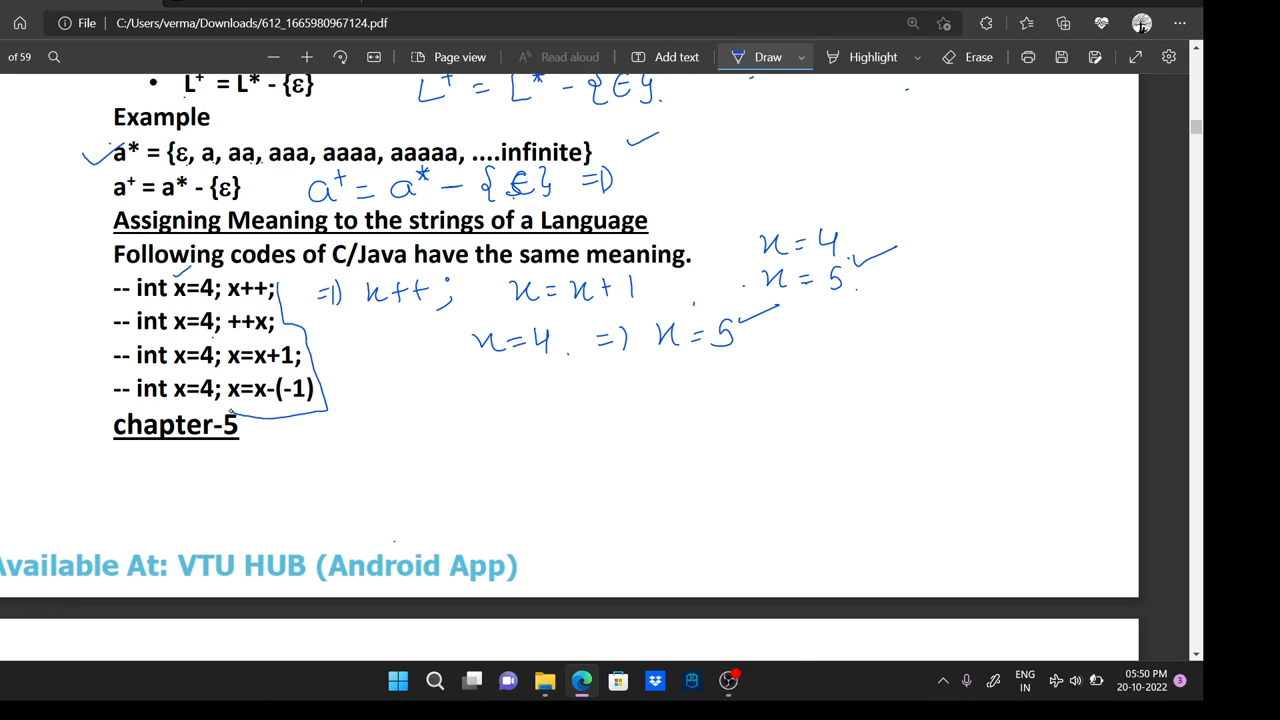 File C:/Users/verma/Downloads/612_1665980967124.pdf
of 59 Page view Read aloud Add text Draw Highlight Erase
• L+ = L* - {ε} L+ = L* - {ε}.
Example
a* = {ε, a, aa, aaa, aaaa, aaaaa, ....infinite}
a+ = a* - {ε} a+ = a* - {ε} =>
Assigning Meaning to the strings of a Language
Following codes of C/Java have the same meaning. x = 4
x = 5
-- int x=4; x++; => x++; x = x + 1
-- int x=4; ++x; x = 4 => x = 5
-- int x=4; x=x+1;
-- int x=4; x=x-(-1)
chapter-5
Available At: VTU HUB (Android App)
ENG 05:50 PM
IN 20-10-2022 3